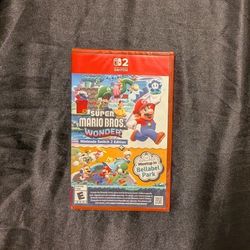 2
SUPER
MARIO BROS.
WONDER
Nintendo Switch 2 Edition
Meetup in
Bellabel
Park
E